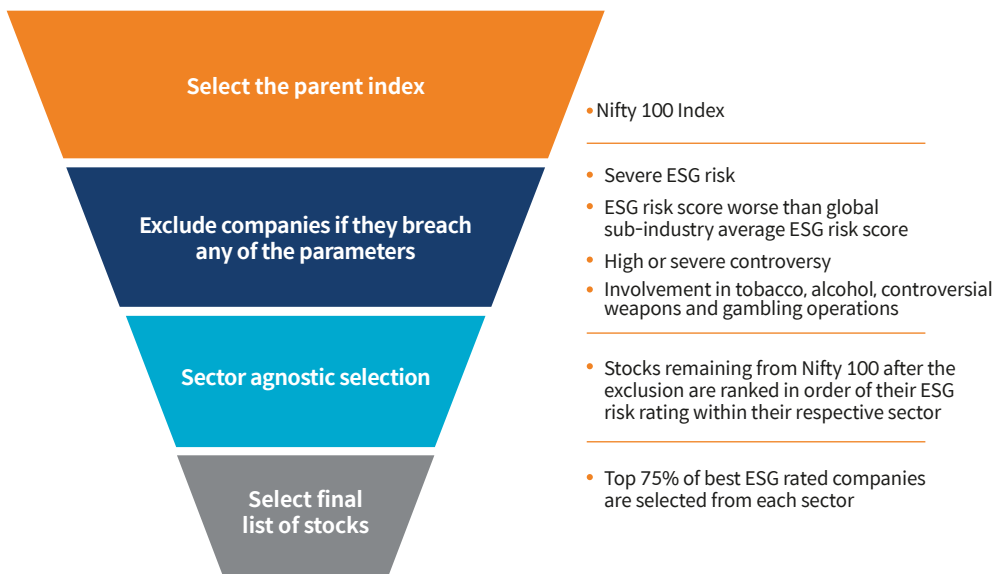 Select the parent index
• Nifty 100 Index
Exclude companies if they breach
any of the parameters
• Severe ESG risk
• ESG risk score worse than global
sub-industry average ESG risk score
• High or severe controversy
• Involvement in tobacco, alcohol, controversial
weapons and gambling operations
Sector agnostic selection
• Stocks remaining from Nifty 100 after the
exclusion are ranked in order of their ESG
risk rating within their respective sector
Select final
list of stocks
• Top 75% of best ESG rated companies
are selected from each sector